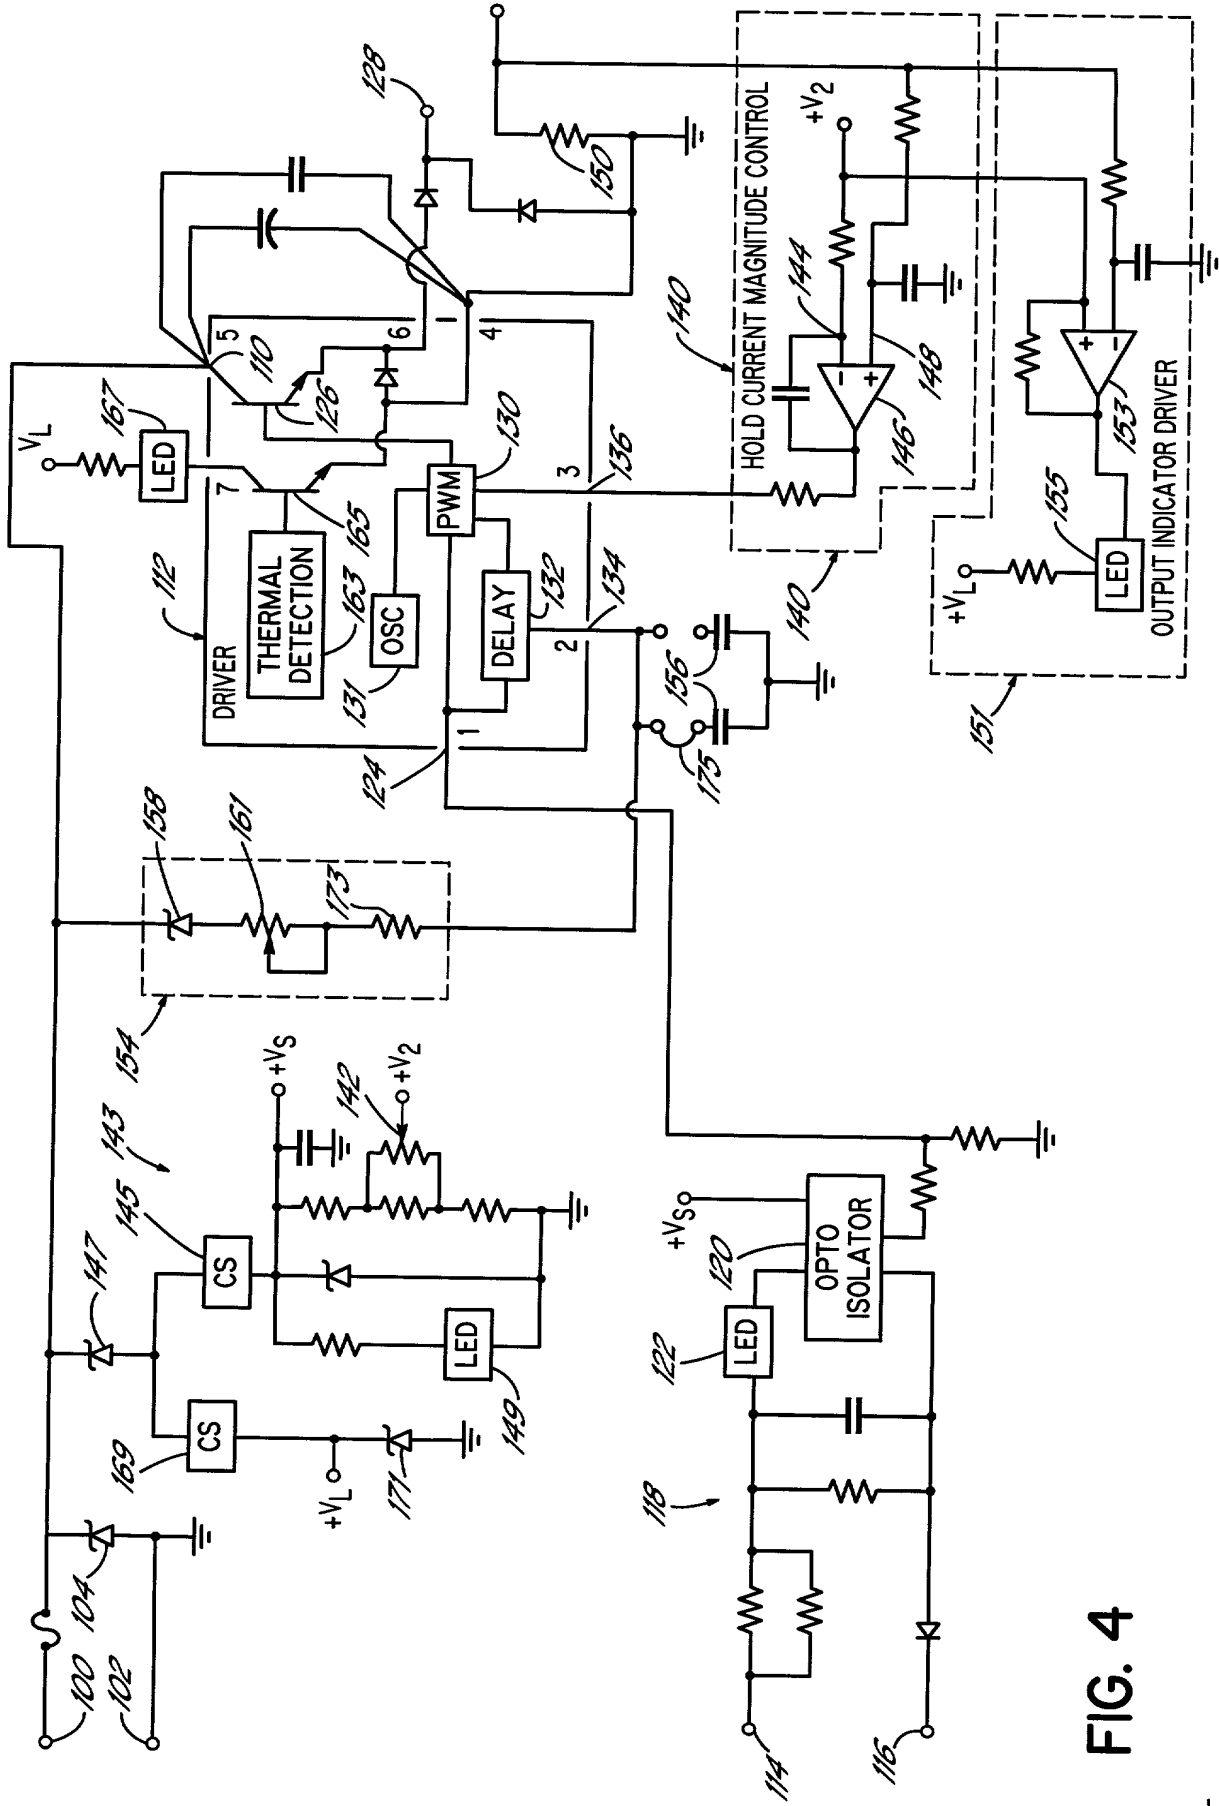 100
102
104
147
169
CS
145
CS
143
+VL
171
149
LED
+VS
142
+V2
154
158
161
173
112
DRIVER
VL
167
LED
7
5
110
126
THERMAL
DETECTION
163
165
6
4
128
150
131
OSC
PWM
130
DELAY
132
124
1
2
134
3
136
175
156
140
HOLD CURRENT MAGNITUDE CONTROL
+V2
144
-
+
148
146
140
151
+VL
155
LED
153
+
-
OUTPUT INDICATOR DRIVER
118
114
116
122
LED
120
+VS
OPTO
ISOLATOR
FIG. 4